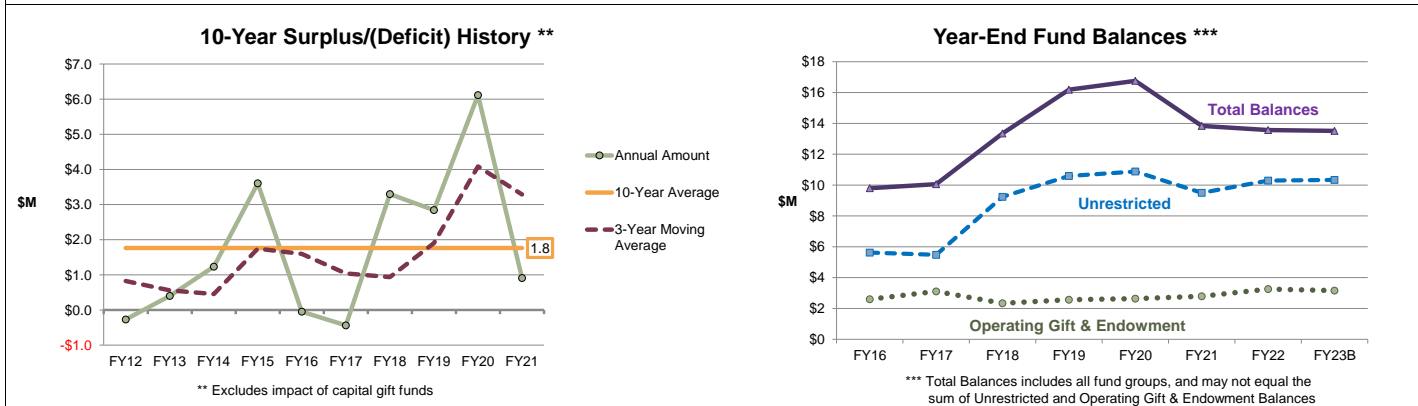 10-Year Surplus/(Deficit) History **
$7.0
$6.0
$5.0
$4.0
$3.0
$2.0
$1.0
$0.0
-$1.0
$M
1.8
FY12 FY13 FY14 FY15 FY16 FY17 FY18 FY19 FY20 FY21
Annual Amount
10-Year Average
3-Year Moving
Average
** Excludes impact of capital gift funds
Year-End Fund Balances ***
$18
$16
$14
$12
$10
$8
$6
$4
$2
$0
$M
Total Balances
Unrestricted
Operating Gift & Endowment
FY16 FY17 FY18 FY19 FY20 FY21 FY22 FY23B
*** Total Balances includes all fund groups, and may not equal the
sum of Unrestricted and Operating Gift & Endowment Balances